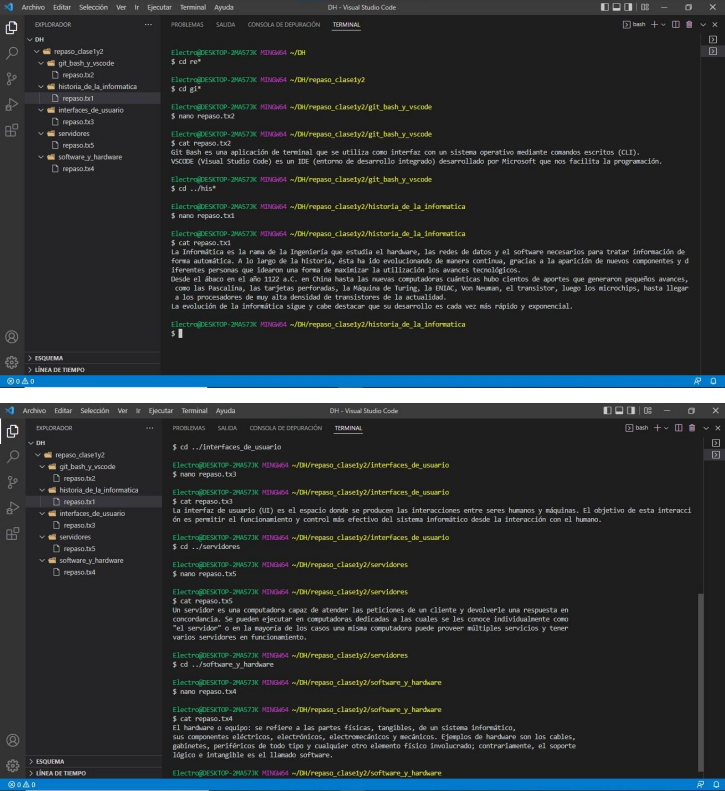 Archivo Editar Selección Ver Ir Ejecutar Terminal Ayuda DH - Visual Studio Code
EXPLORADOR ··· PROBLEMAS SALIDA CONSOLA DE DEPURACIÓN TERMINAL bash
DH
repaso_clase1y2
git_bash_y_vscode
repaso.tx2
historia_de_la_informatica
repaso.tx1
interfaces_de_usuario
repaso.tx3
servidores
repaso.tx5
software_y_hardware
repaso.tx4
ESQUEMA
LÍNEA DE TIEMPO
0 0
Electro@DESKTOP-2MA573K MINGW64 ~/DH
$ cd re*
Electro@DESKTOP-2MA573K MINGW64 ~/DH/repaso_clase1y2
$ cd gi*
Electro@DESKTOP-2MA573K MINGW64 ~/DH/repaso_clase1y2/git_bash_y_vscode
$ nano repaso.tx2
Electro@DESKTOP-2MA573K MINGW64 ~/DH/repaso_clase1y2/git_bash_y_vscode
$ cat repaso.tx2
Git Bash es una aplicación de terminal que se utiliza como interfaz con un sistema operativo mediante comandos escritos (CLI).
VSCODE (Visual Studio Code) es un IDE (entorno de desarrollo integrado) desarrollado por Microsoft que nos facilita la programación.
Electro@DESKTOP-2MA573K MINGW64 ~/DH/repaso_clase1y2/git_bash_y_vscode
$ cd ../his*
Electro@DESKTOP-2MA573K MINGW64 ~/DH/repaso_clase1y2/historia_de_la_informatica
$ nano repaso.tx1
Electro@DESKTOP-2MA573K MINGW64 ~/DH/repaso_clase1y2/historia_de_la_informatica
$ cat repaso.tx1
La Informática es la rama de la Ingeniería que estudia el hardware, las redes de datos y el software necesarios para tratar información de
forma automática. A lo largo de la historia, ésta ha ido evolucionando de manera continua, gracias a la aparición de nuevos componentes y d
iferentes personas que idearon una forma de maximizar la utilización los avances tecnológicos.
Desde el ábaco en el año 1122 a.C. en China hasta las nuevas computadoras cuánticas hubo cientos de aportes que generaron pequeños avances,
como las Pascalina, las tarjetas perforadas, la Máquina de Turing, la ENIAC, Von Neuman, el transistor, luego los microchips, hasta llegar
a los procesadores de muy alta densidad de transistores de la actualidad.
La evolución de la informática sigue y cabe destacar que su desarrollo es cada vez más rápido y exponencial.
Electro@DESKTOP-2MA573K MINGW64 ~/DH/repaso_clase1y2/historia_de_la_informatica
$
Archivo Editar Selección Ver Ir Ejecutar Terminal Ayuda DH - Visual Studio Code
EXPLORADOR ··· PROBLEMAS SALIDA CONSOLA DE DEPURACIÓN TERMINAL bash
DH
repaso_clase1y2
git_bash_y_vscode
repaso.tx2
historia_de_la_informatica
repaso.tx1
interfaces_de_usuario
repaso.tx3
servidores
repaso.tx5
software_y_hardware
repaso.tx4
ESQUEMA
LÍNEA DE TIEMPO
0 0
$ cd ../interfaces_de_usuario
Electro@DESKTOP-2MA573K MINGW64 ~/DH/repaso_clase1y2/interfaces_de_usuario
$ nano repaso.tx3
Electro@DESKTOP-2MA573K MINGW64 ~/DH/repaso_clase1y2/interfaces_de_usuario
$ cat repaso.tx3
La interfaz de usuario (UI) es el espacio donde se producen las interacciones entre seres humanos y máquinas. El objetivo de esta interacci
ón es permitir el funcionamiento y control más efectivo del sistema informático desde la interacción con el humano.
Electro@DESKTOP-2MA573K MINGW64 ~/DH/repaso_clase1y2/interfaces_de_usuario
$ cd ../servidores
Electro@DESKTOP-2MA573K MINGW64 ~/DH/repaso_clase1y2/servidores
$ nano repaso.tx5
Electro@DESKTOP-2MA573K MINGW64 ~/DH/repaso_clase1y2/servidores
$ cat repaso.tx5
Un servidor es una computadora capaz de atender las peticiones de un cliente y devolverle una respuesta en
concordancia. Se pueden ejecutar en computadoras dedicadas a las cuales se les conoce individualmente como
"el servidor" o en la mayoría de los casos una misma computadora puede proveer múltiples servicios y tener
varios servidores en funcionamiento.
Electro@DESKTOP-2MA573K MINGW64 ~/DH/repaso_clase1y2/servidores
$ cd ../software_y_hardware
Electro@DESKTOP-2MA573K MINGW64 ~/DH/repaso_clase1y2/software_y_hardware
$ nano repaso.tx4
Electro@DESKTOP-2MA573K MINGW64 ~/DH/repaso_clase1y2/software_y_hardware
$ cat repaso.tx4
El hardware o equipo: se refiere a las partes físicas, tangibles, de un sistema informático,
sus componentes eléctricos, electrónicos, electromecánicos y mecánicos. Ejemplos de hardware son los cables,
gabinetes, periféricos de todo tipo y cualquier otro elemento físico involucrado; contrariamente, el soporte
lógico e intangible es el llamado software.
Electro@DESKTOP-2MA573K MINGW64 ~/DH/repaso_clase1y2/software_y_hardware